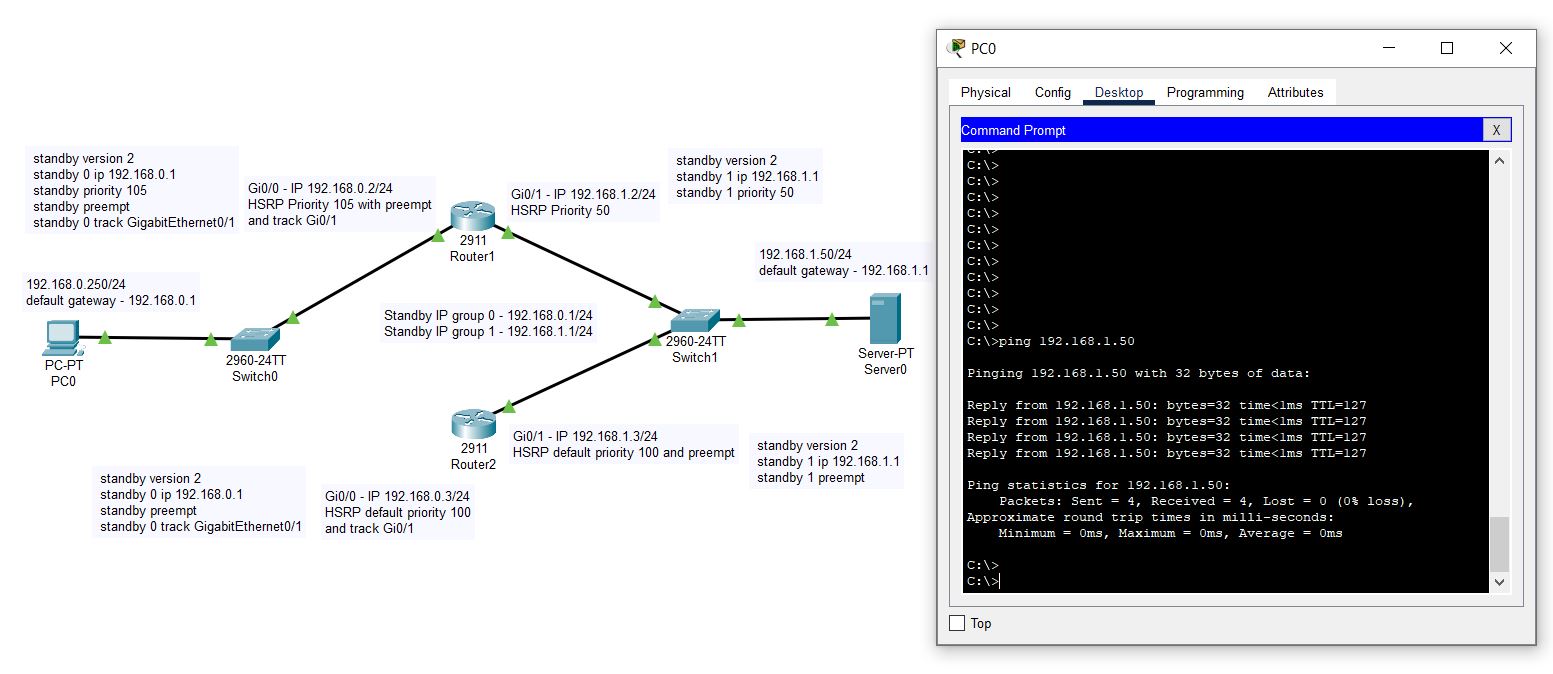 standby version 2
standby 0 ip 192.168.0.1
standby priority 105
standby preempt
standby 0 track GigabitEthernet0/1
Gi0/0 - IP 192.168.0.2/24
HSRP Priority 105 with preempt
and track Gi0/1
2911
Router1
Gi0/1 - IP 192.168.1.2/24
HSRP Priority 50
standby version 2
standby 1 ip 192.168.1.1
standby 1 priority 50
192.168.0.250/24
default gateway - 192.168.0.1
PC-PT
PC0
2960-24TT
Switch0
Standby IP group 0 - 192.168.0.1/24
Standby IP group 1 - 192.168.1.1/24
2960-24TT
Switch1
192.168.1.50/24
default gateway - 192.168.1.1
Server-PT
Server0
2911
Router2
Gi0/1 - IP 192.168.1.3/24
HSRP default priority 100 and preempt
standby version 2
standby 1 ip 192.168.1.1
standby 1 preempt
standby version 2
standby 0 ip 192.168.0.1
standby preempt
standby 0 track GigabitEthernet0/1
Gi0/0 - IP 192.168.0.3/24
HSRP default priority 100
and track Gi0/1
PC0
Physical Config Desktop Programming Attributes
Command Prompt X
C:\>
C:\>
C:\>
C:\>
C:\>
C:\>
C:\>
C:\>
C:\>
C:\>
C:\>
C:\>
C:\>ping 192.168.1.50
Pinging 192.168.1.50 with 32 bytes of data:
Reply from 192.168.1.50: bytes=32 time<1ms TTL=127
Reply from 192.168.1.50: bytes=32 time<1ms TTL=127
Reply from 192.168.1.50: bytes=32 time<1ms TTL=127
Reply from 192.168.1.50: bytes=32 time<1ms TTL=127
Ping statistics for 192.168.1.50:
Packets: Sent = 4, Received = 4, Lost = 0 (0% loss),
Approximate round trip times in milli-seconds:
Minimum = 0ms, Maximum = 0ms, Average = 0ms
C:\>
C:\>
Top